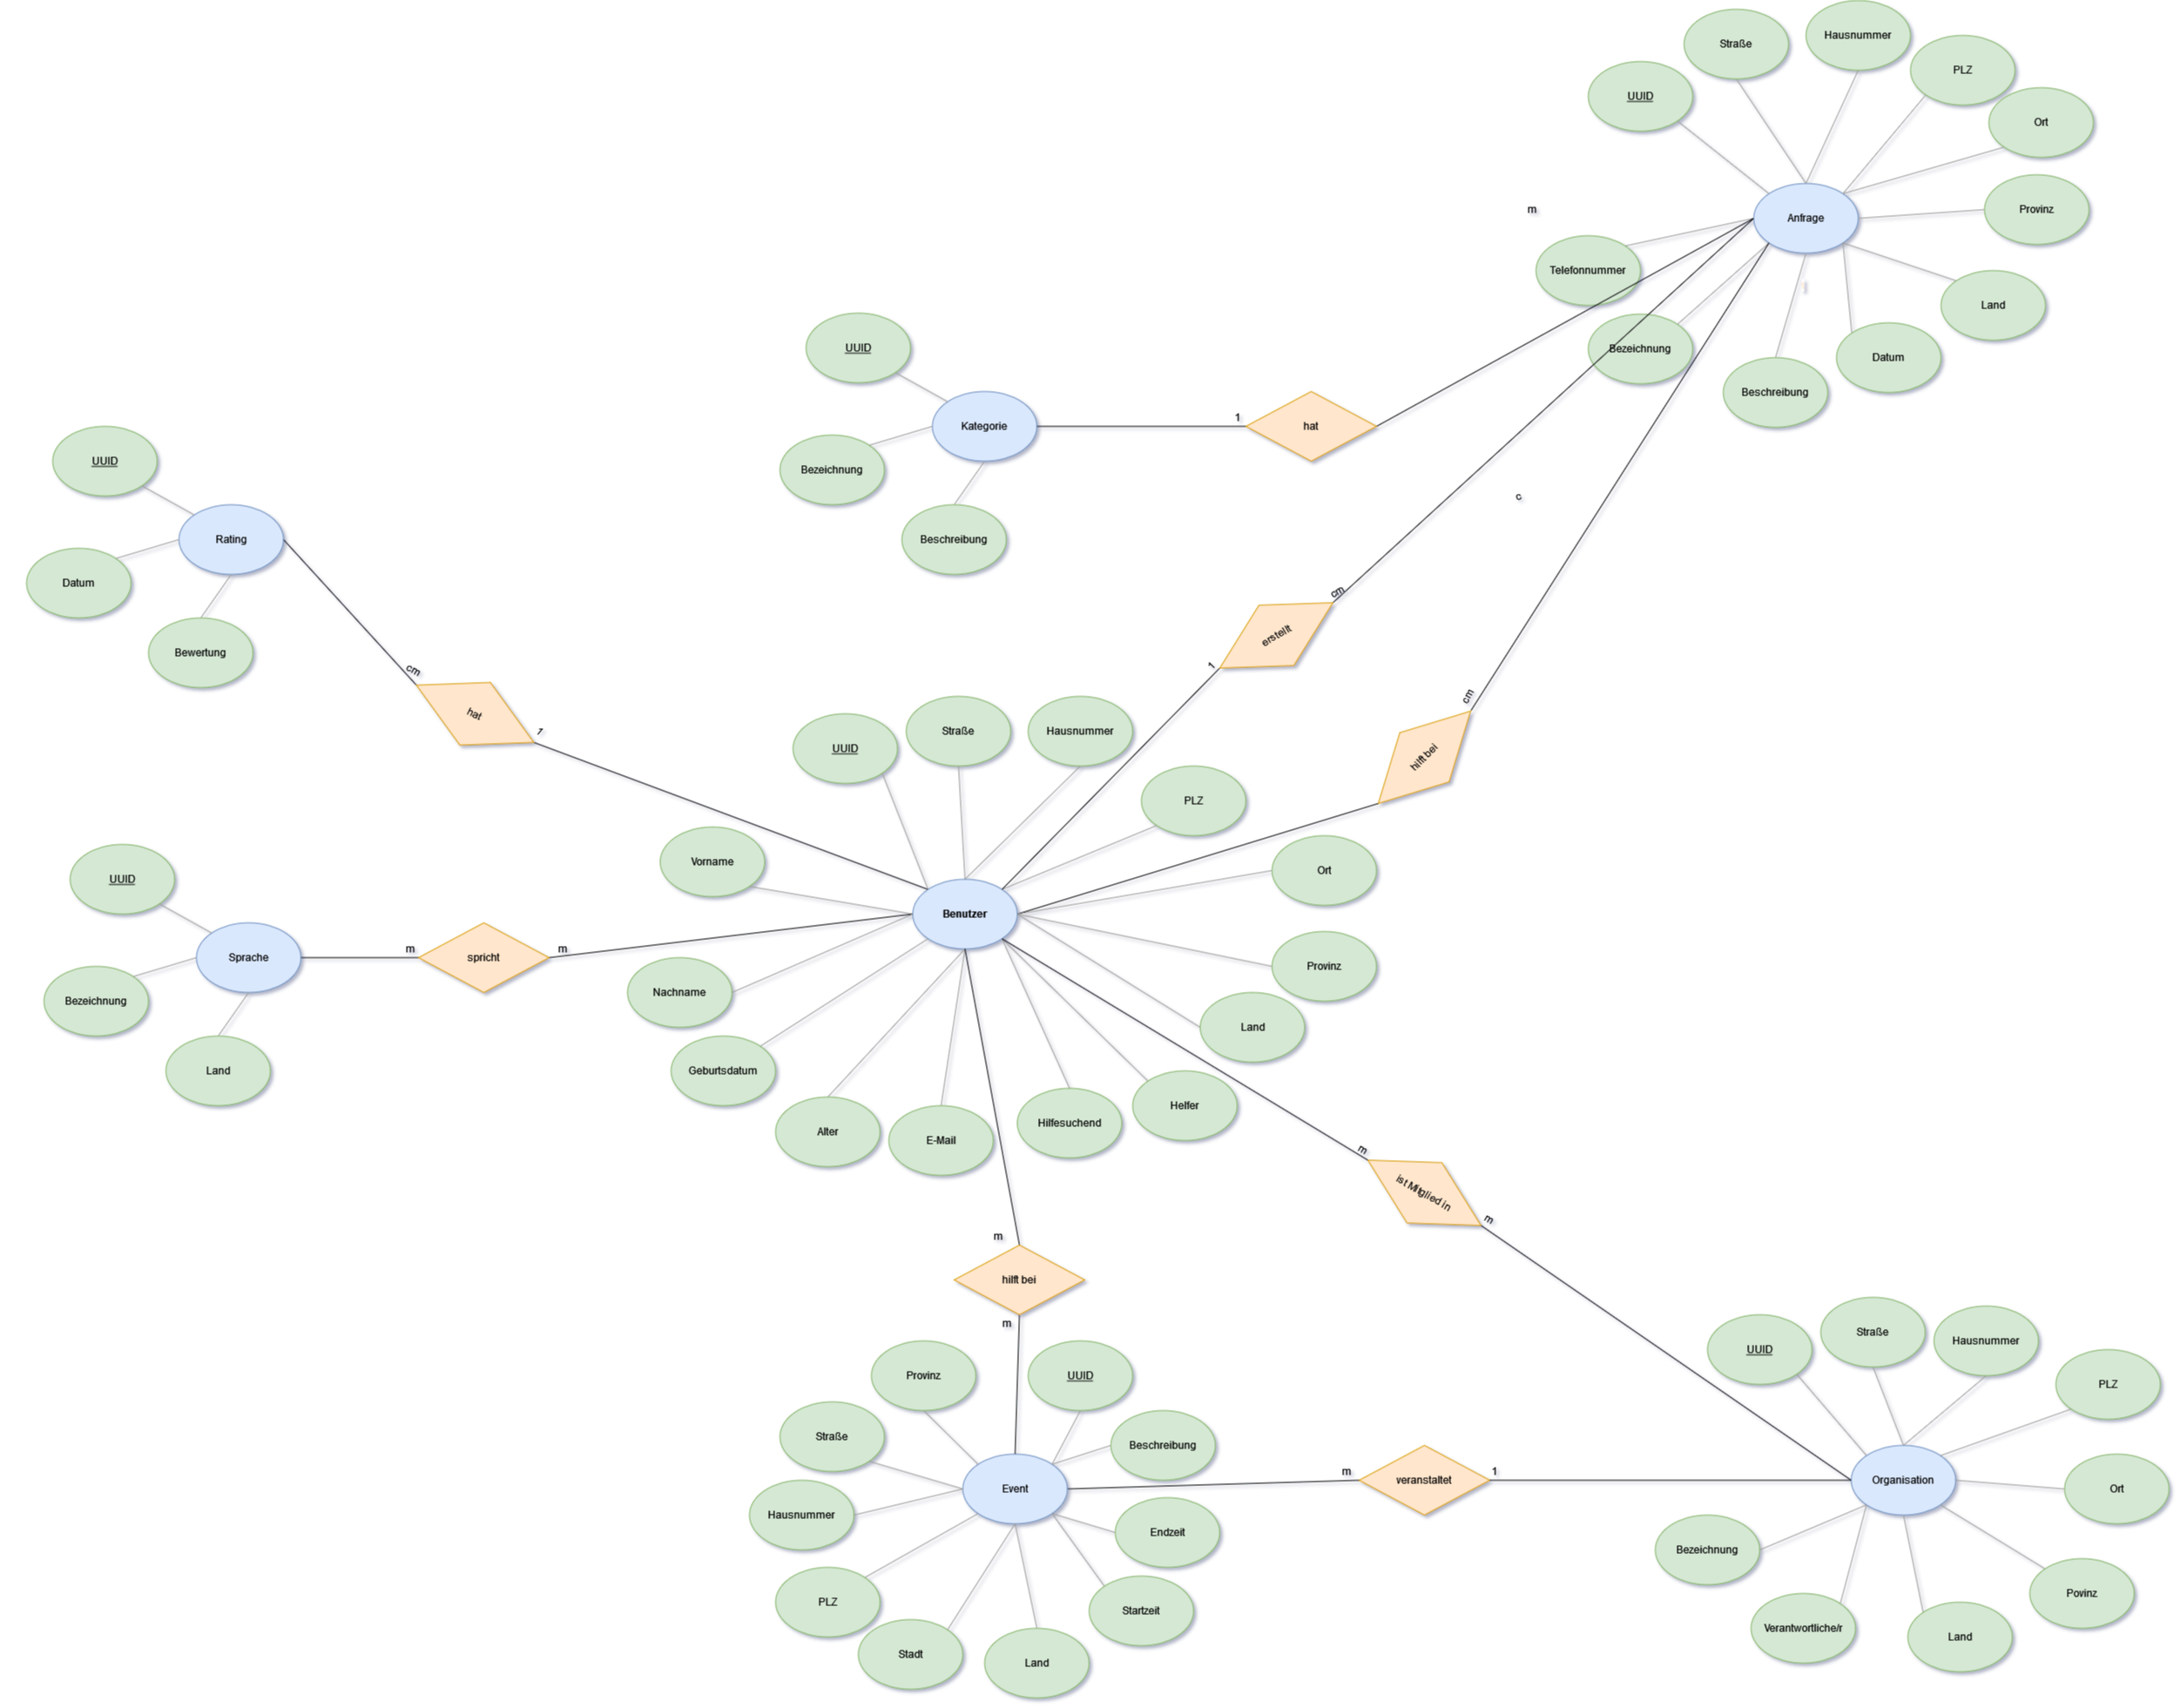 Hausnummer
Straße
PLZ
UUID
Ort
Provinz
Anfrage
m
Telefonnummer
Land
Bezeichnung
Datum
Beschreibung
UUID
Kategorie
1
hat
Bezeichnung
Beschreibung
c
UUID
Rating
Datum
Bewertung
cm
hat
1
cm
erstellt
1
cm
hilft bei
UUID
Straße
Hausnummer
PLZ
Vorname
Ort
UUID
Benutzer
Sprache
m
spricht
m
Provinz
Bezeichnung
Nachname
Land
Land
Geburtsdatum
Alter
E-Mail
Hilfesuchend
Helfer
m
ist Mitglied in
m
m
hilft bei
m
Provinz
UUID
Straße
Beschreibung
Event
Hausnummer
Endzeit
PLZ
Startzeit
Stadt
Land
m
veranstaltet
1
UUID
Straße
Hausnummer
PLZ
Organisation
Ort
Bezeichnung
Povinz
Verantwortliche/r
Land